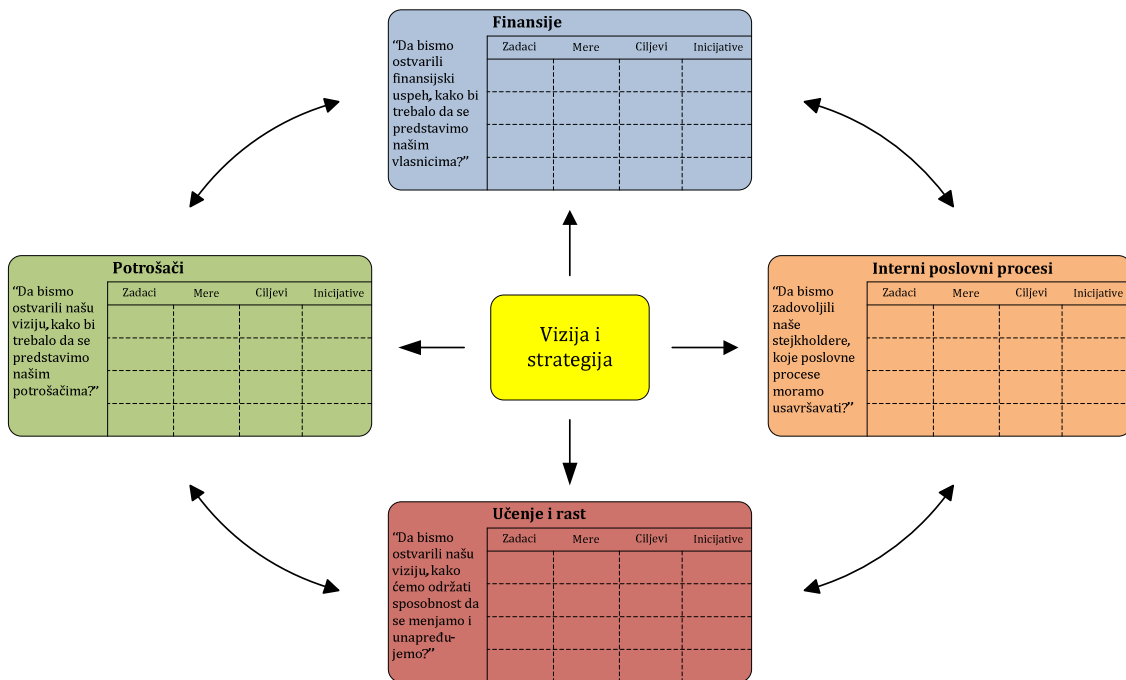 Finansije
Zadaci Mere Ciljevi Inicijative
“Da bismo
ostvarili
finansijski
uspeh, kako bi
trebalo da se
predstavimo
našim
vlasnicima?”
Potrošači
Zadaci Mere Ciljevi Inicijative
“Da bismo
ostvarili našu
viziju, kako bi
trebalo da se
predstavimo
našim
potrošačima?”
Vizija i
strategija
Interni poslovni procesi
Zadaci Mere Ciljevi Inicijative
“Da bismo
zadovoljili
naše
stejkholdere,
koje poslovne
procese
moramo
usavršavati?”
Učenje i rast
Zadaci Mere Ciljevi Inicijative
“Da bismo
ostvarili našu
viziju, kako
ćemo održati
sposobnost da
se menjamo i
unapređu-
jemo?”